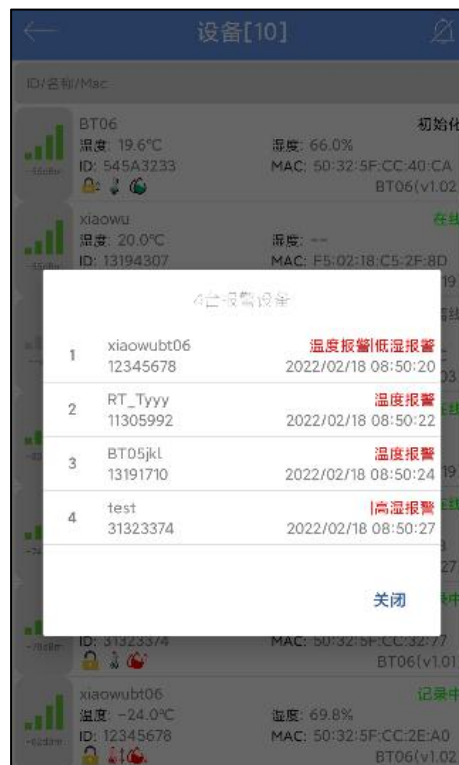 设备[10]
ID/名称/Mac
BT06 初始化
温度: 19.6℃ 湿度: 66.0%
-55dBm ID: 545A3233 MAC: 50:32:5F:CC:40:CA
BT06(v1.02
xiaowu 在线
温度: 20.0℃ 湿度: --
ID: 13194307 MAC: F5:02:18:C5:2F:8D
4台报警设备
1 xiaowubt06 温度报警|低湿报警
12345678 2022/02/18 08:50:20
2 RT_Tyyy 温度报警
11305992 2022/02/18 08:50:22
3 BT05jkl 温度报警
13191710 2022/02/18 08:50:24
4 test |高湿报警
31323374 2022/02/18 08:50:27
关闭
记录中
ID: 31323374 MAC: 50:32:5F:CC:32:77
BT06(v1.01
xiaowubt06 记录中
温度: -24.0℃ 湿度: 69.8%
ID: 12345678 MAC: 50:32:5F:CC:2E:A0
BT06(v1.02